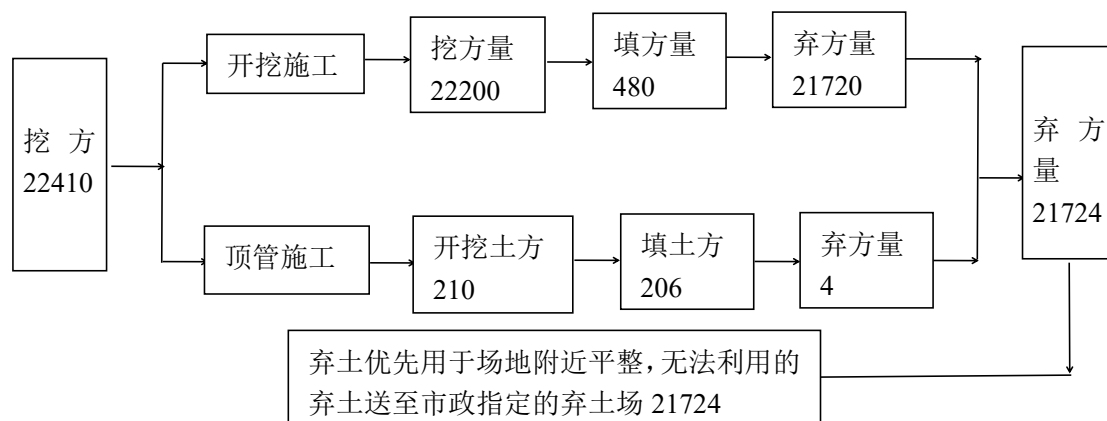 挖方
22410
开挖施工
挖方量
22200
填方量
480
弃方量
21720
顶管施工
开挖土方
210
填土方
206
弃方量
4
弃方
量
21724
弃土优先用于场地附近平整，无法利用的
弃土送至市政指定的弃土场 21724